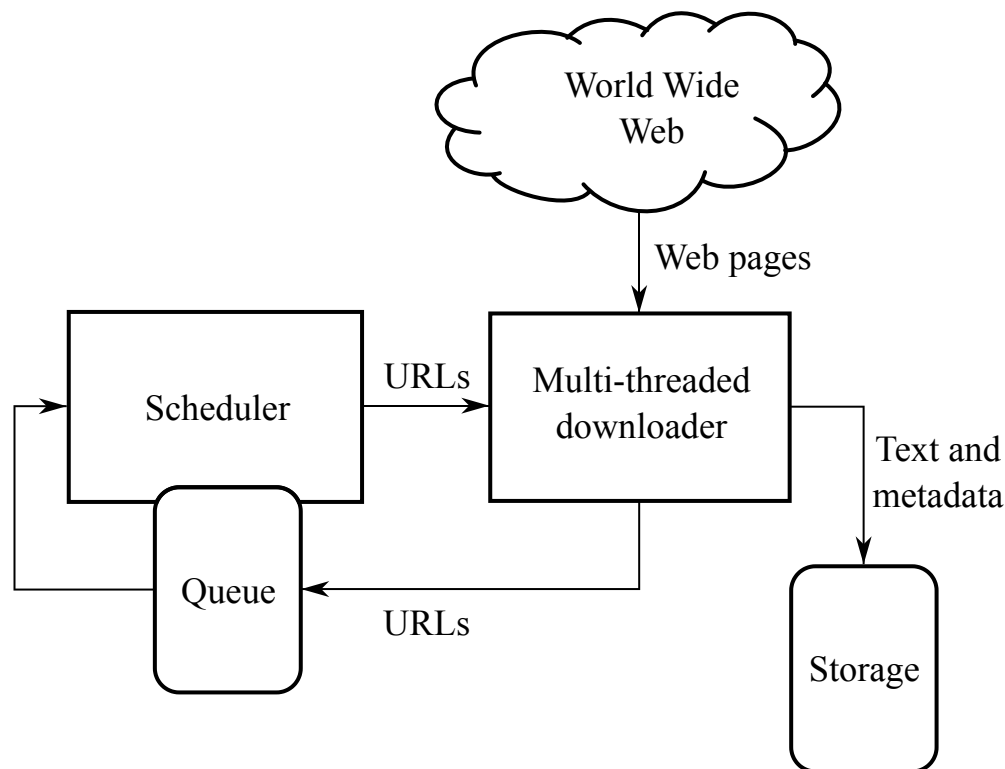 World Wide
Web
Web pages
Scheduler
URLs
Multi-threaded
downloader
Text and
metadata
Queue
URLs
Storage